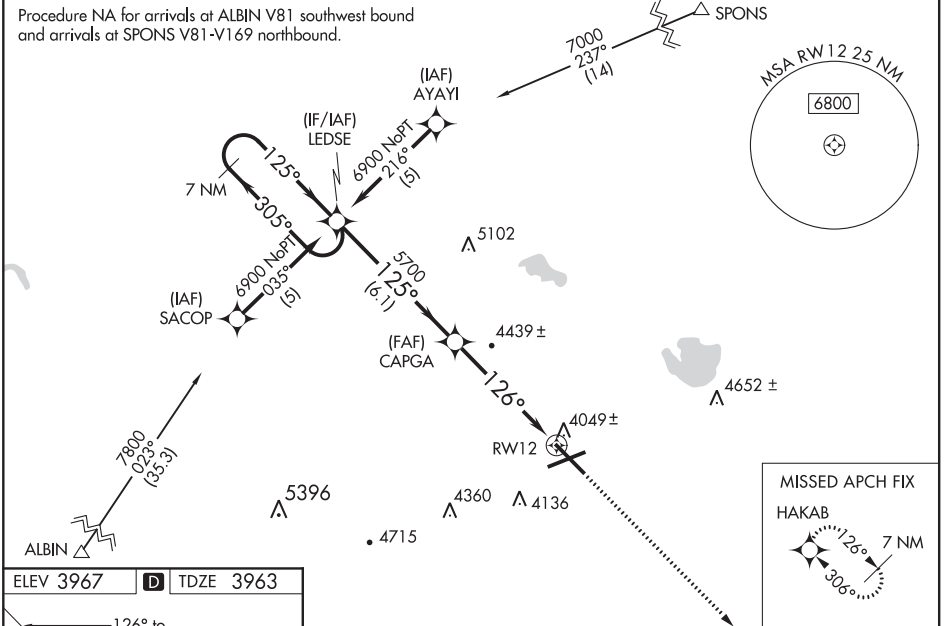 Procedure NA for arrivals at ALBIN V81 southwest bound
and arrivals at SPONS V81-V169 northbound.
SPONS
7000
237°
(14)
MSA RW12 25 NM
6800
(IAF)
AYAYI
(IF/IAF)
LEDSE
6900 NoPT
216°
(5)
125°
7 NM
305°
6900 NoPT
035°
(5)
(IAF)
SACOP
5102
5700
125°
(6.1)
(FAF)
CAPGA
4439 ±
126°
4652 ±
4049 ±
RW12
7800
023°
(35.3)
ALBIN
5396
4360
4136
4715
MISSED APCH FIX
HAKAB
126°
7 NM
306°
ELEV 3967 D TDZE 3963
126° to